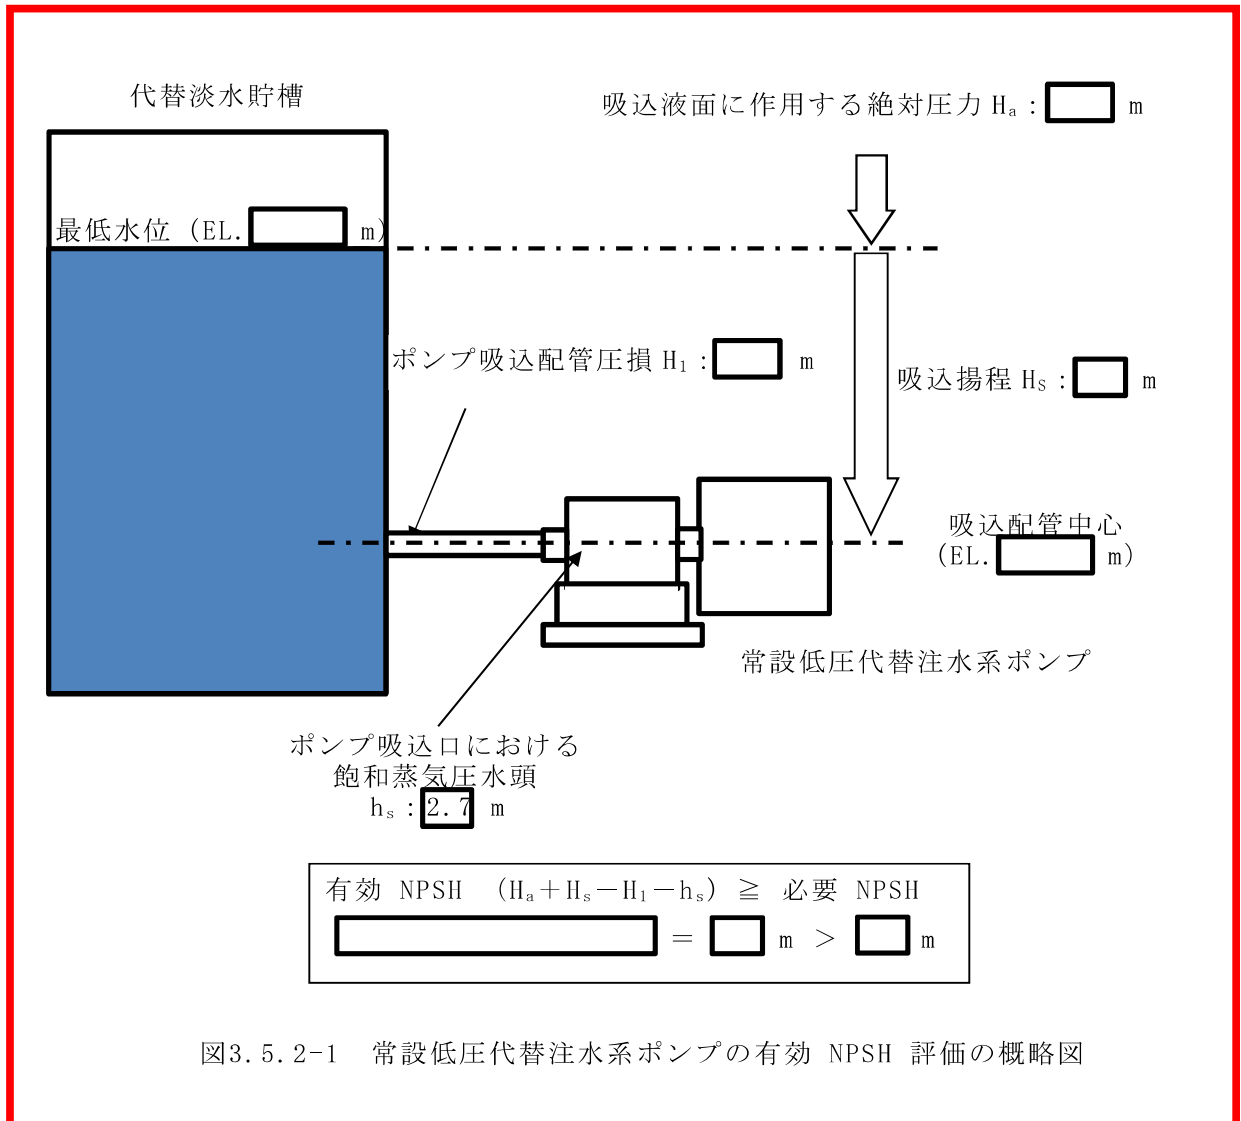 代替淡水貯槽
吸込液面に作用する絶対圧力 Hₐ : m
最低水位 (EL. m)
ポンプ吸込配管圧損 H₁ : m
吸込揚程 Hₛ : m
吸込配管中心
(EL. m)
常設低圧代替注水系ポンプ
ポンプ吸込口における
飽和蒸気圧水頭
hₛ : 2.7 m
有効 NPSH (Hₐ+Hₛ-H₁-hₛ) ≧ 必要 NPSH
= m > m
図3.5.2-1 常設低圧代替注水系ポンプの有効 NPSH 評価の概略図